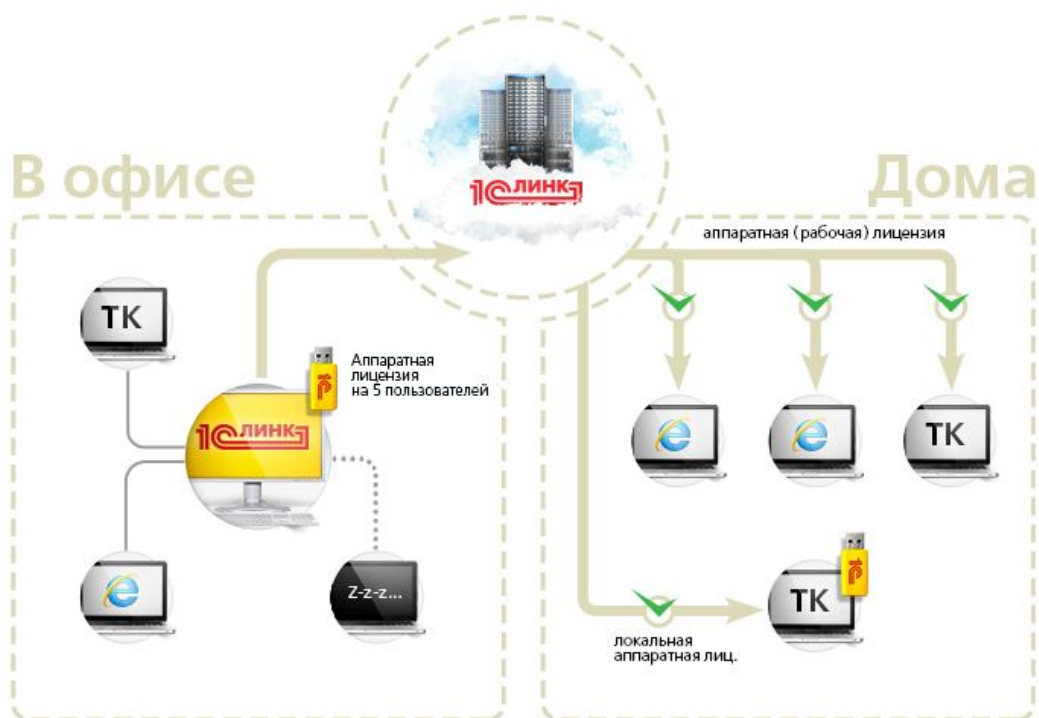 1С ЛИНК
В офисе
Дома
аппаратная (рабочая) лицензия
ТК
Аппаратная
лицензия
на 5 пользователей
1С ЛИНК
ТК
Z-z-z...
ТК
локальная
аппаратная лиц.